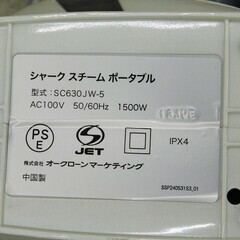 シャーク スチーム ポータブル
型式：SC630JW-5
AC100V 50/60Hz 1500W
PS
E
S
JET
IPX4
株式会社オークローンマーケティング
中国製
SSP240531S3_01